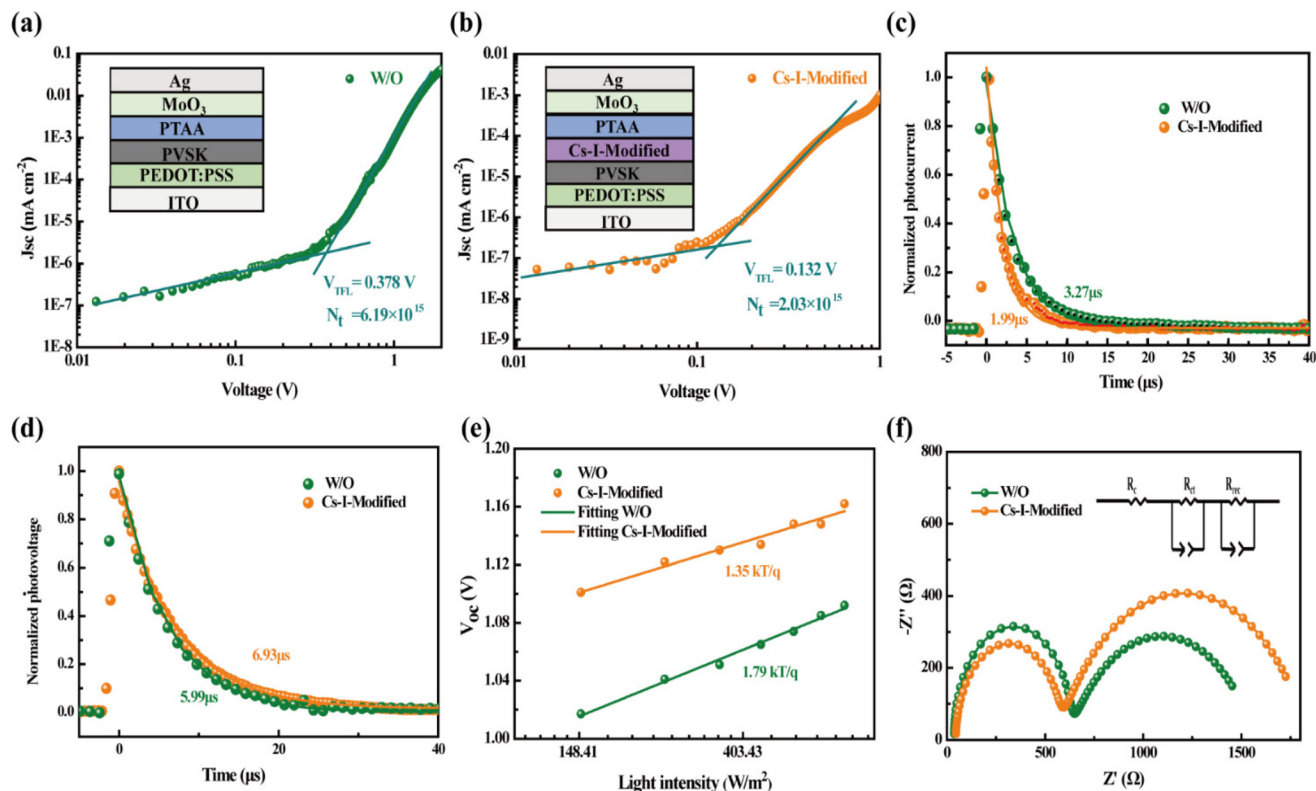 (a)
0.1
0.01
1E-3
1E-4
1E-5
1E-6
1E-7
1E-8
1E-9
Jsc (mA cm⁻²)
Ag
MoO₃
PTAA
PVSK
PEDOT:PSS
ITO
W/O
V_TFL = 0.378 V
N_t =6.19×10¹⁵
0.01
0.1
1
Voltage (V)
(b)
0.01
1E-3
1E-4
1E-5
1E-6
1E-7
1E-8
1E-9
Jsc (mA cm⁻²)
Ag
MoO₃
PTAA
Cs-I-Modified
PVSK
PEDOT:PSS
ITO
Cs-I-Modified
V_TFL = 0.132 V
N_t =2.03×10¹⁵
0.01
0.1
1
Voltage (V)
(c)
1.0
0.8
0.6
0.4
0.2
0.0
Normalized photocurrent
W/O
Cs-I-Modified
3.27μs
1.99μs
-5
0
5
10
15
20
25
30
35
40
Time (μs)
(d)
1.0
0.8
0.6
0.4
0.2
0.0
Normalized photovoltage
W/O
Cs-I-Modified
6.93μs
5.99μs
0
20
40
Time (μs)
(e)
1.20
1.16
1.12
1.08
1.04
1.00
V_OC
W/O
Cs-I-Modified
Fitting W/O
Fitting Cs-I-Modified
1.35 kT/q
1.79 kT/q
148.41
403.43
Light intensity (W/m²)
(f)
800
600
400
200
0
-Z'' (Ω)
W/O
Cs-I-Modified
R_c
R_ct
R_rec
0
500
1000
1500
Z' (Ω)